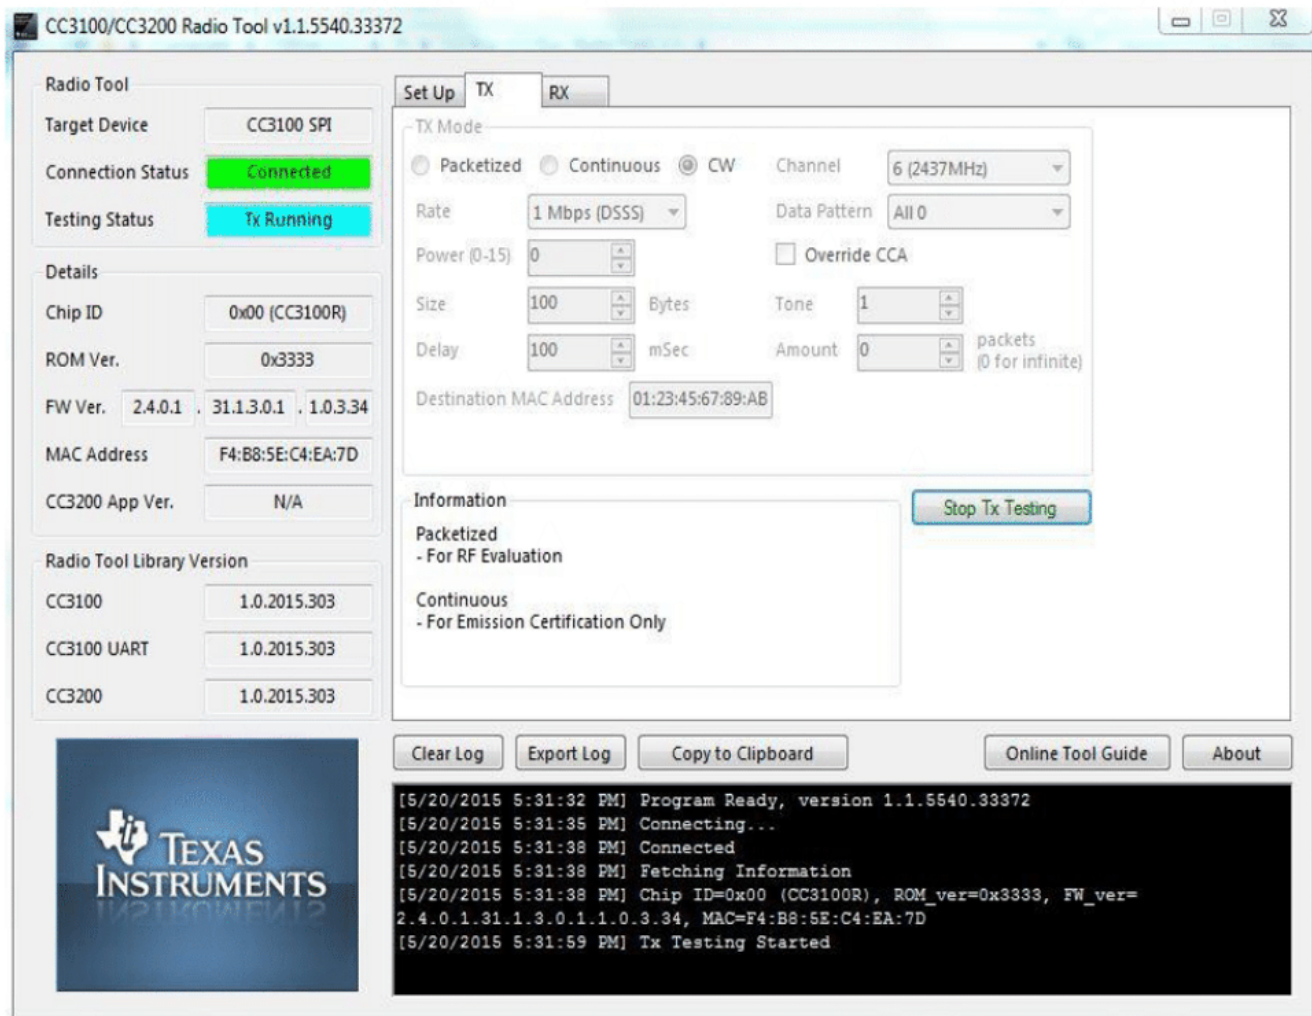 CC3100/CC3200 Radio Tool v1.1.5540.33372
Radio Tool
Target Device CC3100 SPI
Connection Status Connected
Testing Status Tx Running
Details
Chip ID 0x00 (CC3100R)
ROM Ver. 0x3333
FW Ver. 2.4.0.1 . 31.1.3.0.1 . 1.0.3.34
MAC Address F4:B8:5E:C4:EA:7D
CC3200 App Ver. N/A
Radio Tool Library Version
CC3100 1.0.2015.303
CC3100 UART 1.0.2015.303
CC3200 1.0.2015.303
TEXAS
INSTRUMENTS
Set Up TX RX
TX Mode
Packetized Continuous CW Channel 6 (2437MHz)
Rate 1 Mbps (DSSS) Data Pattern All 0
Power (0-15) 0 Override CCA
Size 100 Bytes Tone 1
Delay 100 mSec Amount 0 packets
(0 for infinite)
Destination MAC Address 01:23:45:67:89:AB
Information
Packetized
- For RF Evaluation
Continuous
- For Emission Certification Only
Stop Tx Testing
Clear Log Export Log Copy to Clipboard Online Tool Guide About
[5/20/2015 5:31:32 PM] Program Ready, version 1.1.5540.33372
[5/20/2015 5:31:35 PM] Connecting...
[5/20/2015 5:31:38 PM] Connected
[5/20/2015 5:31:38 PM] Fetching Information
[5/20/2015 5:31:38 PM] Chip ID=0x00 (CC3100R), ROM_ver=0x3333, FW_ver=
2.4.0.1.31.1.3.0.1.1.0.3.34, MAC=F4:B8:5E:C4:EA:7D
[5/20/2015 5:31:59 PM] Tx Testing Started